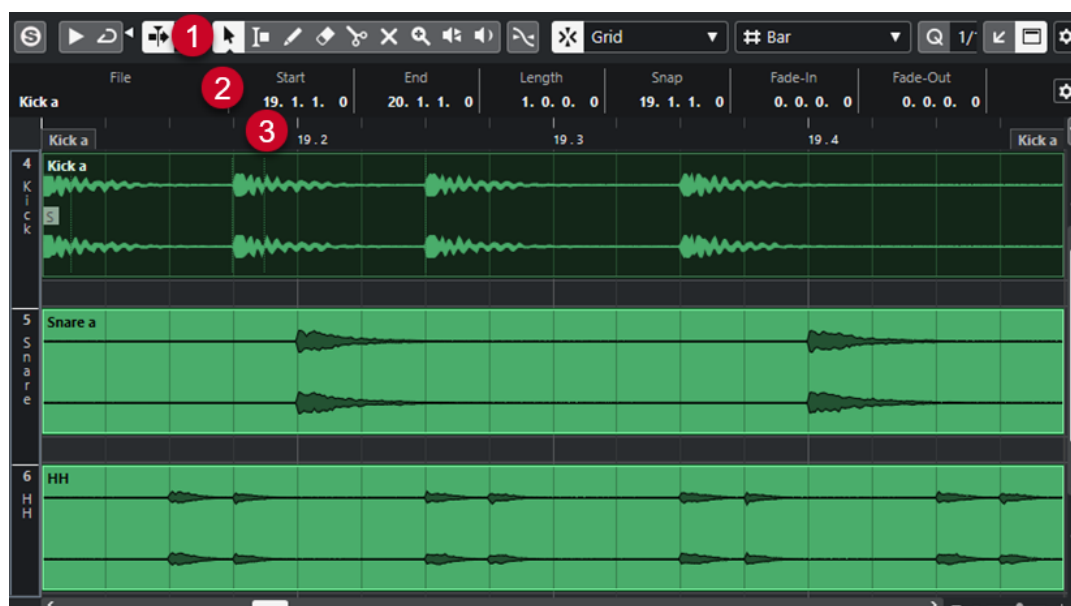 1
Grid
Bar
Q 1/
2
File Start End Length Snap Fade-In Fade-Out
Kick a 19. 1. 1. 0 20. 1. 1. 0 1. 0. 0. 0 19. 1. 1. 0 0. 0. 0. 0 0. 0. 0. 0
3
Kick a 19.2 19.3 19.4 Kick a
4 Kick a
Kick
S
5 Snare a
Snare
6 HH
HH